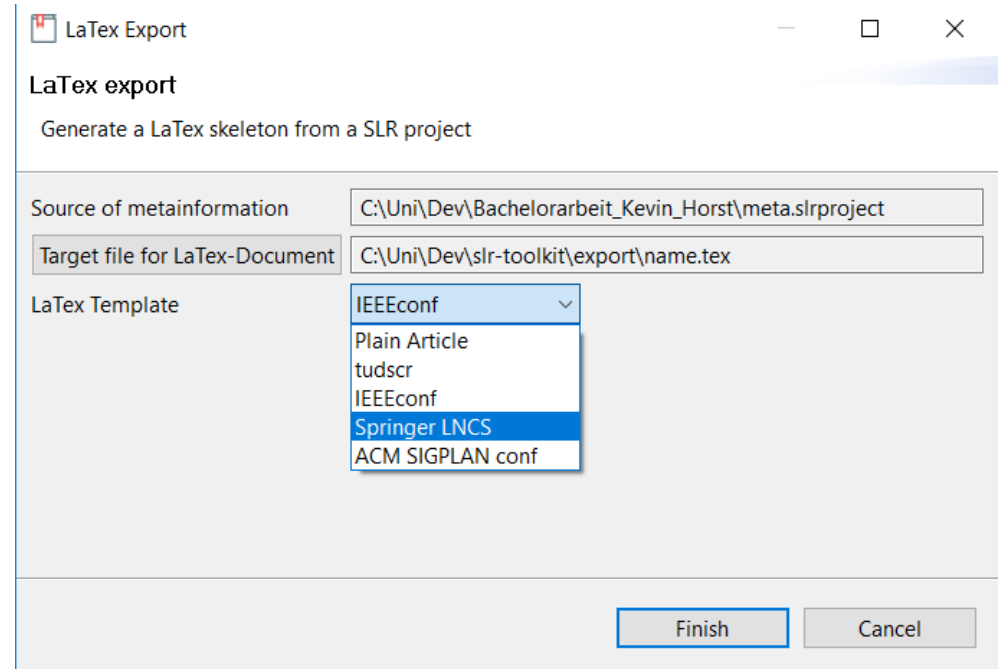 LaTex Export
LaTex export
Generate a LaTex skeleton from a SLR project
Source of metainformation C:\Uni\Dev\Bachelorarbeit_Kevin_Horst\meta.slrproject
Target file for LaTex-Document C:\Uni\Dev\slr-toolkit\export\name.tex
LaTex Template IEEEconf
Plain Article
tudscr
IEEEconf
Springer LNCS
ACM SIGPLAN conf
Finish Cancel